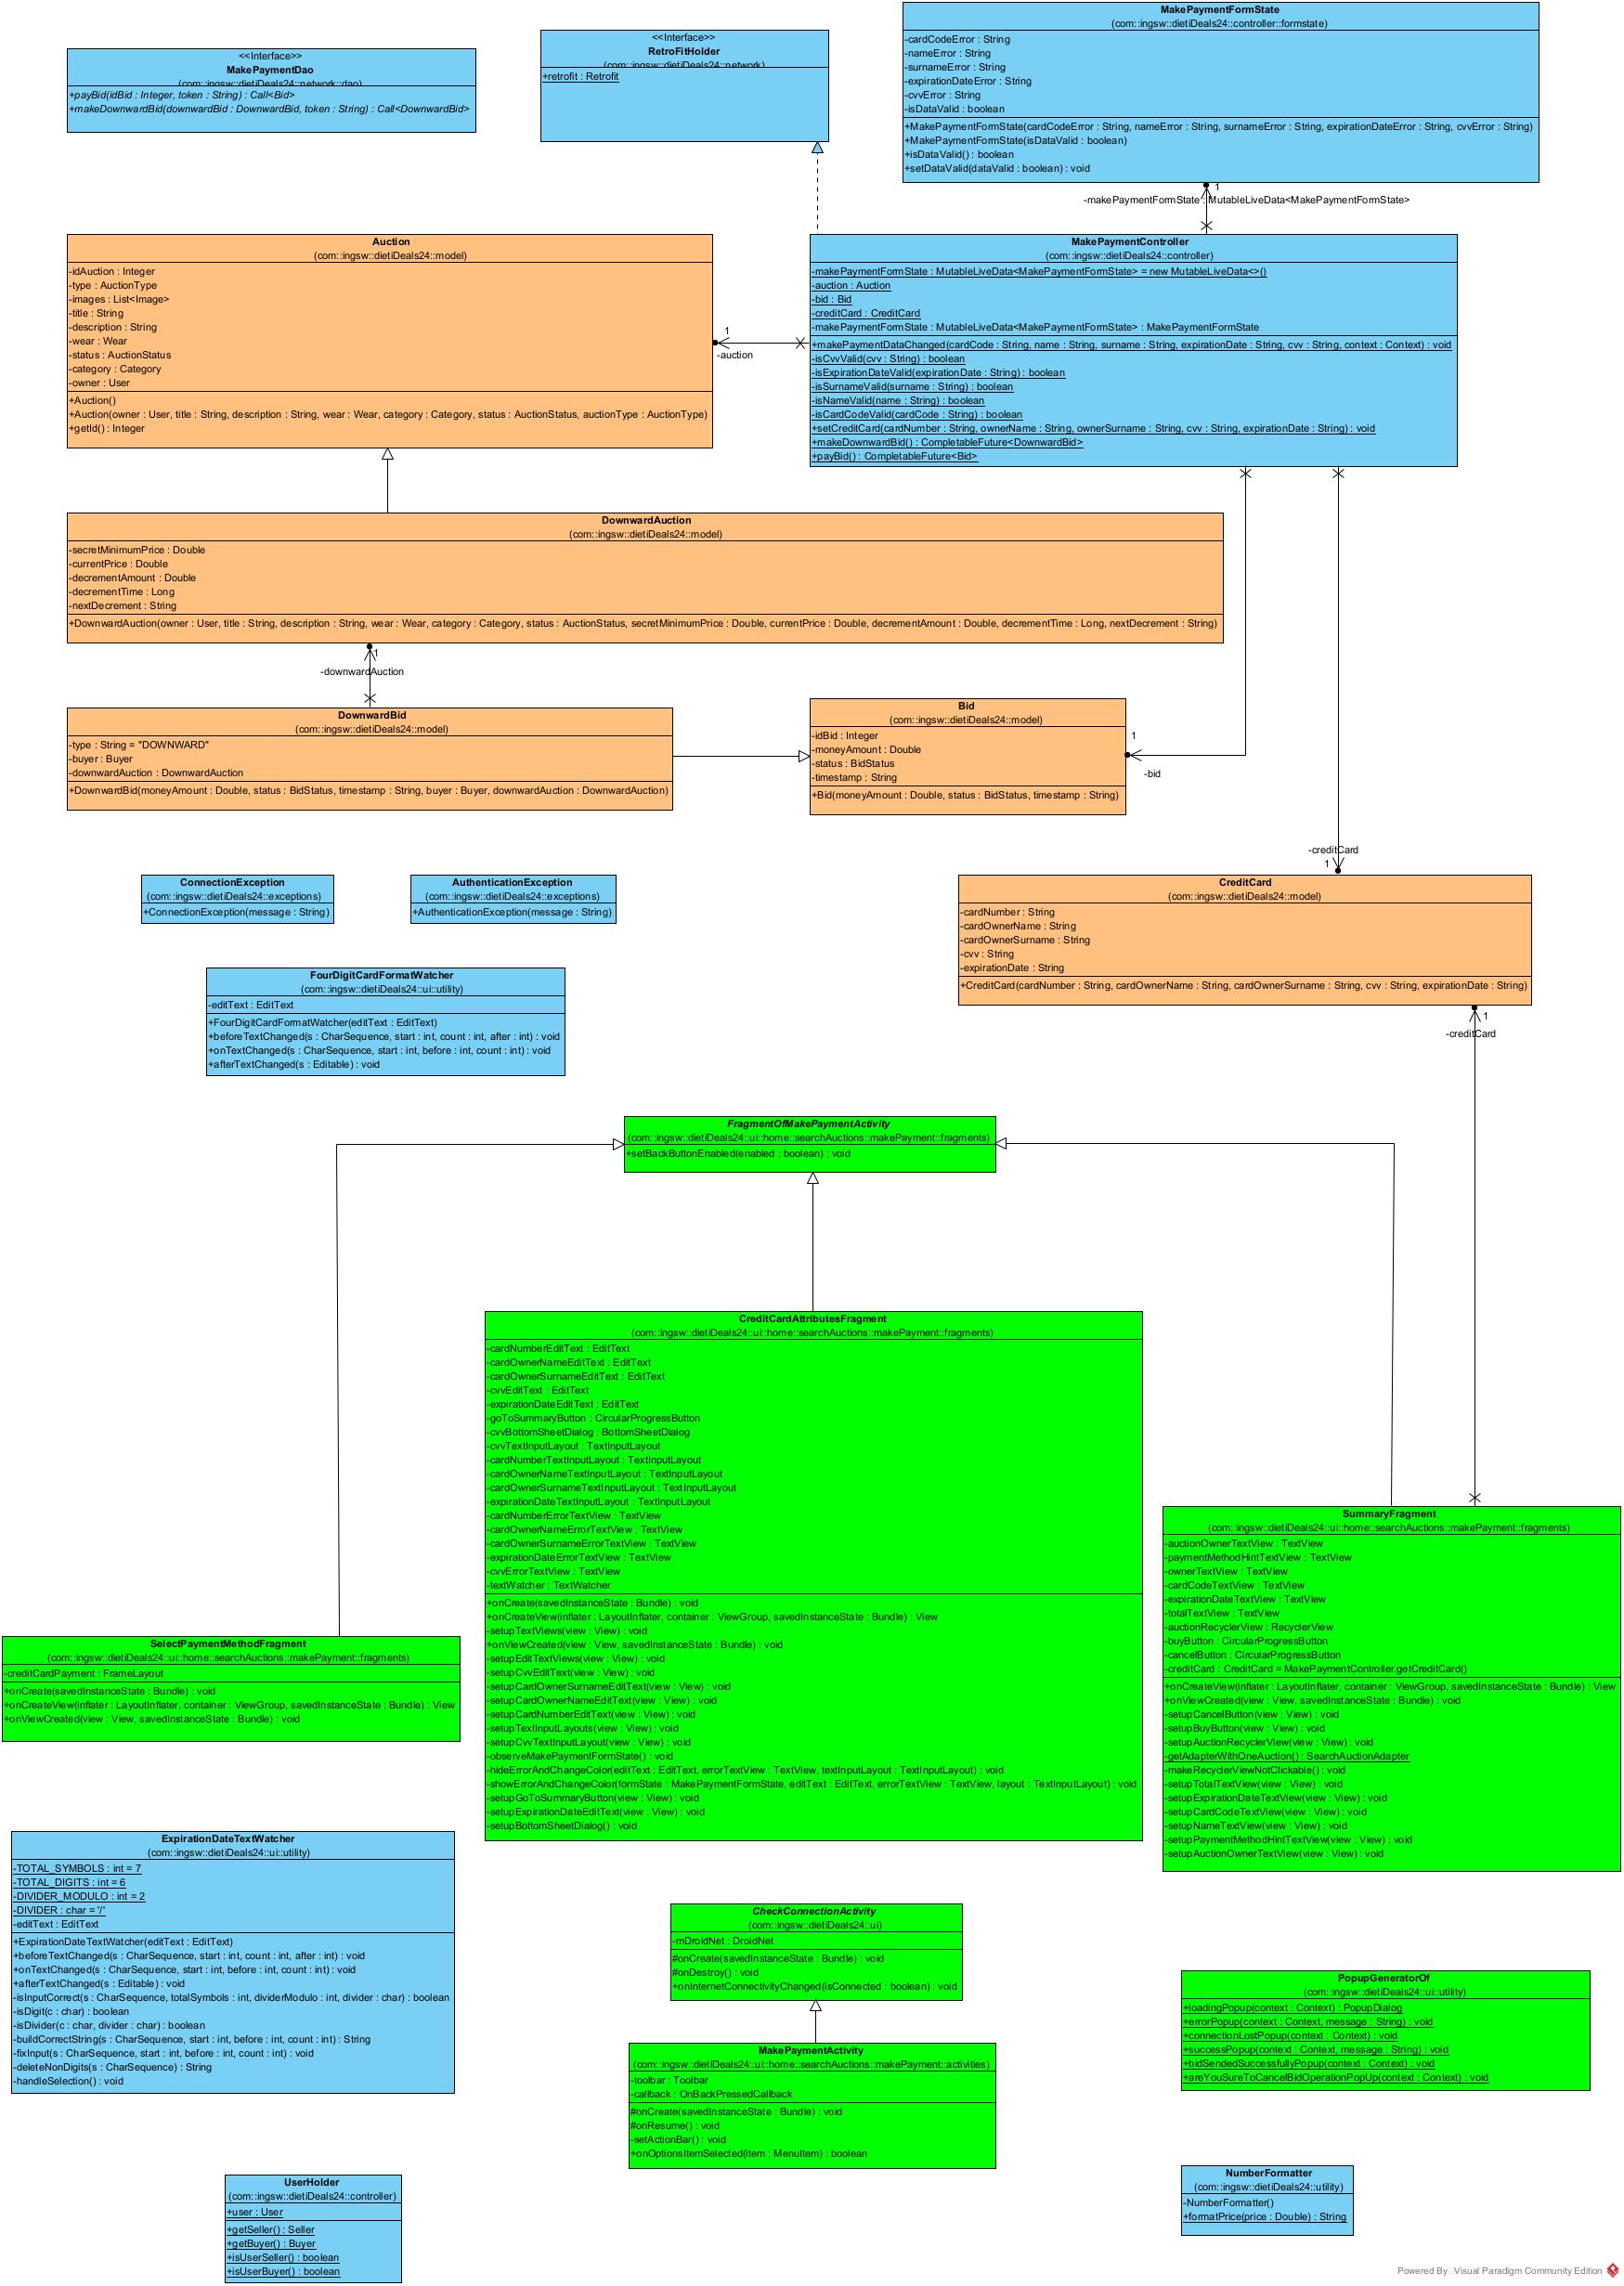 <<Interface>>
MakePaymentDao
(com::ingsw::dietiDeals24::network::dao)
+payBid(idBid : Integer, token : String) : Call<Bid>
+makeDownwardBid(downwardBid : DownwardBid, token : String) : Call<DownwardBid>
<<Interface>>
RetroFitHolder
(com::ingsw::dietiDeals24::network)
+retrofit : Retrofit
MakePaymentFormState
(com::ingsw::dietiDeals24::controller::formstate)
-cardCodeError : String
-nameError : String
-surnameError : String
-expirationDateError : String
-cvvError : String
-isDataValid : boolean
+MakePaymentFormState(cardCodeError : String, nameError : String, surnameError : String, expirationDateError : String, cvvError : String)
+MakePaymentFormState(isDataValid : boolean)
+isDataValid() : boolean
+setDataValid(dataValid : boolean) : void
1
-makePaymentFormState : MutableLiveData<MakePaymentFormState>
Auction
(com::ingsw::dietiDeals24::model)
-idAuction : Integer
-type : AuctionType
-images : List<Image>
-title : String
-description : String
-wear : Wear
-status : AuctionStatus
-category : Category
-owner : User
+Auction()
+Auction(owner : User, title : String, description : String, wear : Wear, category : Category, status : AuctionStatus, auctionType : AuctionType)
+getId() : Integer
1
-auction
MakePaymentController
(com::ingsw::dietiDeals24::controller)
-makePaymentFormState : MutableLiveData<MakePaymentFormState> = new MutableLiveData<>()
-auction : Auction
-bid : Bid
-creditCard : CreditCard
-makePaymentFormState : MutableLiveData<MakePaymentFormState> : MakePaymentFormState
+makePaymentDataChanged(cardCode : String, name : String, surname : String, expirationDate : String, cvv : String, context : Context) : void
-isCvvValid(cvv : String) : boolean
-isExpirationDateValid(expirationDate : String) : boolean
-isSurnameValid(surname : String) : boolean
-isNameValid(name : String) : boolean
-isCardCodeValid(cardCode : String) : boolean
+setCreditCard(cardNumber : String, ownerName : String, ownerSurname : String, cvv : String, expirationDate : String) : void
+makeDownwardBid() : CompletableFuture<DownwardBid>
+payBid() : CompletableFuture<Bid>
DownwardAuction
(com::ingsw::dietiDeals24::model)
-secretMinimumPrice : Double
-currentPrice : Double
-decrementAmount : Double
-decrementTime : Long
-nextDecrement : String
+DownwardAuction(owner : User, title : String, description : String, wear : Wear, category : Category, status : AuctionStatus, secretMinimumPrice : Double, currentPrice : Double, decrementAmount : Double, decrementTime : Long, nextDecrement : String)
1
-downwardAuction
DownwardBid
(com::ingsw::dietiDeals24::model)
-type : String = "DOWNWARD"
-buyer : Buyer
-downwardAuction : DownwardAuction
+DownwardBid(moneyAmount : Double, status : BidStatus, timestamp : String, buyer : Buyer, downwardAuction : DownwardAuction)
Bid
(com::ingsw::dietiDeals24::model)
-idBid : Integer
-moneyAmount : Double
-status : BidStatus
-timestamp : String
+Bid(moneyAmount : Double, status : BidStatus, timestamp : String)
1
-bid
-creditCard
1
ConnectionException
(com::ingsw::dietiDeals24::exceptions)
+ConnectionException(message : String)
AuthenticationException
(com::ingsw::dietiDeals24::exceptions)
+AuthenticationException(message : String)
CreditCard
(com::ingsw::dietiDeals24::model)
-cardNumber : String
-cardOwnerName : String
-cardOwnerSurname : String
-cvv : String
-expirationDate : String
+CreditCard(cardNumber : String, cardOwnerName : String, cardOwnerSurname : String, cvv : String, expirationDate : String)
1
-creditCard
FourDigitCardFormatWatcher
(com::ingsw::dietiDeals24::ui::utility)
-editText : EditText
+FourDigitCardFormatWatcher(editText : EditText)
+beforeTextChanged(s : CharSequence, start : int, count : int, after : int) : void
+onTextChanged(s : CharSequence, start : int, before : int, count : int) : void
+afterTextChanged(s : Editable) : void
FragmentOfMakePaymentActivity
(com::ingsw::dietiDeals24::ui::home::searchAuctions::makePayment::fragments)
+setBackButtonEnabled(enabled : boolean) : void
CreditCardAttributesFragment
(com::ingsw::dietiDeals24::ui::home::searchAuctions::makePayment::fragments)
-cardNumberEditText : EditText
-cardOwnerNameEditText : EditText
-cardOwnerSurnameEditText : EditText
-cvvEditText : EditText
-expirationDateEditText : EditText
-goToSummaryButton : CircularProgressButton
-cvvBottomSheetDialog : BottomSheetDialog
-cvvTextInputLayout : TextInputLayout
-cardNumberTextInputLayout : TextInputLayout
-cardOwnerNameTextInputLayout : TextInputLayout
-cardOwnerSurnameTextInputLayout : TextInputLayout
-expirationDateTextInputLayout : TextInputLayout
-cardNumberErrorTextView : TextView
-cardOwnerNameErrorTextView : TextView
-cardOwnerSurnameErrorTextView : TextView
-expirationDateErrorTextView : TextView
-cvvErrorTextView : TextView
-textWatcher : TextWatcher
+onCreate(savedInstanceState : Bundle) : void
+onCreateView(inflater : LayoutInflater, container : ViewGroup, savedInstanceState : Bundle) : View
-setupTextViews(view : View) : void
+onViewCreated(view : View, savedInstanceState : Bundle) : void
-setupEditTextViews(view : View) : void
-setupCvvEditText(view : View) : void
-setupCardOwnerSurnameEditText(view : View) : void
-setupCardOwnerNameEditText(view : View) : void
-setupCardNumberEditText(view : View) : void
-setupTextInputLayouts(view : View) : void
-setupCvvTextInputLayout(view : View) : void
-observeMakePaymentFormState() : void
-hideErrorAndChangeColor(editText : EditText, errorTextView : TextView, textInputLayout : TextInputLayout) : void
-showErrorAndChangeColor(formState : MakePaymentFormState, editText : EditText, errorTextView : TextView, layout : TextInputLayout) : void
-setupGoToSummaryButton(view : View) : void
-setupExpirationDateEditText(view : View) : void
-setupBottomSheetDialog() : void
SummaryFragment
(com::ingsw::dietiDeals24::ui::home::searchAuctions::makePayment::fragments)
-auctionOwnerTextView : TextView
-paymentMethodHintTextView : TextView
-ownerTextView : TextView
-cardCodeTextView : TextView
-expirationDateTextView : TextView
-totalTextView : TextView
-auctionRecyclerView : RecyclerView
-buyButton : CircularProgressButton
-cancelButton : CircularProgressButton
-creditCard : CreditCard = MakePaymentController.getCreditCard()
+onCreateView(inflater : LayoutInflater, container : ViewGroup, savedInstanceState : Bundle) : View
+onViewCreated(view : View, savedInstanceState : Bundle) : void
-setupCancelButton(view : View) : void
-setupBuyButton(view : View) : void
-setupAuctionRecyclerView(view : View) : void
-getAdapterWithOneAuction() : SearchAuctionAdapter
-makeRecyclerViewNotClickable() : void
-setupTotalTextView(view : View) : void
-setupExpirationDateTextView(view : View) : void
-setupCardCodeTextView(view : View) : void
-setupNameTextView(view : View) : void
-setupPaymentMethodHintTextView(view : View) : void
-setupAuctionOwnerTextView(view : View) : void
SelectPaymentMethodFragment
(com::ingsw::dietiDeals24::ui::home::searchAuctions::makePayment::fragments)
-creditCardPayment : FrameLayout
+onCreate(savedInstanceState : Bundle) : void
+onCreateView(inflater : LayoutInflater, container : ViewGroup, savedInstanceState : Bundle) : View
+onViewCreated(view : View, savedInstanceState : Bundle) : void
ExpirationDateTextWatcher
(com::ingsw::dietiDeals24::ui::utility)
-TOTAL_SYMBOLS : int = 7
-TOTAL_DIGITS : int = 6
-DIVIDER_MODULO : int = 2
-DIVIDER : char = '/'
-editText : EditText
+ExpirationDateTextWatcher(editText : EditText)
+beforeTextChanged(s : CharSequence, start : int, count : int, after : int) : void
+onTextChanged(s : CharSequence, start : int, before : int, count : int) : void
+afterTextChanged(s : Editable) : void
-isInputCorrect(s : CharSequence, totalSymbols : int, dividerModulo : int, divider : char) : boolean
-isDigit(c : char) : boolean
-isDivider(c : char, divider : char) : boolean
-buildCorrectString(s : CharSequence, start : int, before : int, count : int) : String
-fixInput(s : CharSequence, start : int, before : int, count : int) : void
-deleteNonDigits(s : CharSequence) : String
-handleSelection() : void
CheckConnectionActivity
(com::ingsw::dietiDeals24::ui)
-mDroidNet : DroidNet
#onCreate(savedInstanceState : Bundle) : void
#onDestroy() : void
+onInternetConnectivityChanged(isConnected : boolean) : void
MakePaymentActivity
(com::ingsw::dietiDeals24::ui::home::searchAuctions::makePayment::activities)
-toolbar : Toolbar
-callback : OnBackPressedCallback
#onCreate(savedInstanceState : Bundle) : void
#onResume() : void
-setActionBar() : void
+onOptionsItemSelected(item : MenuItem) : boolean
PopupGeneratorOf
(com::ingsw::dietiDeals24::ui::utility)
+loadingPopup(context : Context) : PopupDialog
+errorPopup(context : Context, message : String) : void
+connectionLostPopup(context : Context) : void
+successPopup(context : Context, message : String) : void
+bidSendedSuccessfullyPopup(context : Context) : void
+areYouSureToCancelBidOperationPopUp(context : Context) : void
UserHolder
(com::ingsw::dietiDeals24::controller)
+user : User
+getSeller() : Seller
+getBuyer() : Buyer
+isUserSeller() : boolean
+isUserBuyer() : boolean
NumberFormatter
(com::ingsw::dietiDeals24::utility)
-NumberFormatter()
+formatPrice(price : Double) : String
Powered By Visual Paradigm Community Edition